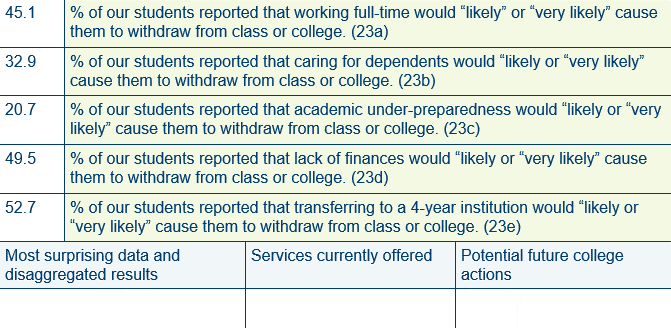 45.1 % of our students reported that working full-time would “likely” or “very likely” cause
them to withdraw from class or college. (23a)
32.9 % of our students reported that caring for dependents would “likely or “very likely”
cause them to withdraw from class or college. (23b)
20.7 % of our students reported that academic under-preparedness would “likely or “very
likely” cause them to withdraw from class or college. (23c)
49.5 % of our students reported that lack of finances would “likely or “very likely” cause
them to withdraw from class or college. (23d)
52.7 % of our students reported that transferring to a 4-year institution would “likely or
“very likely” cause them to withdraw from class or college. (23e)
Most surprising data and
disaggregated results
Services currently offered
Potential future college
actions